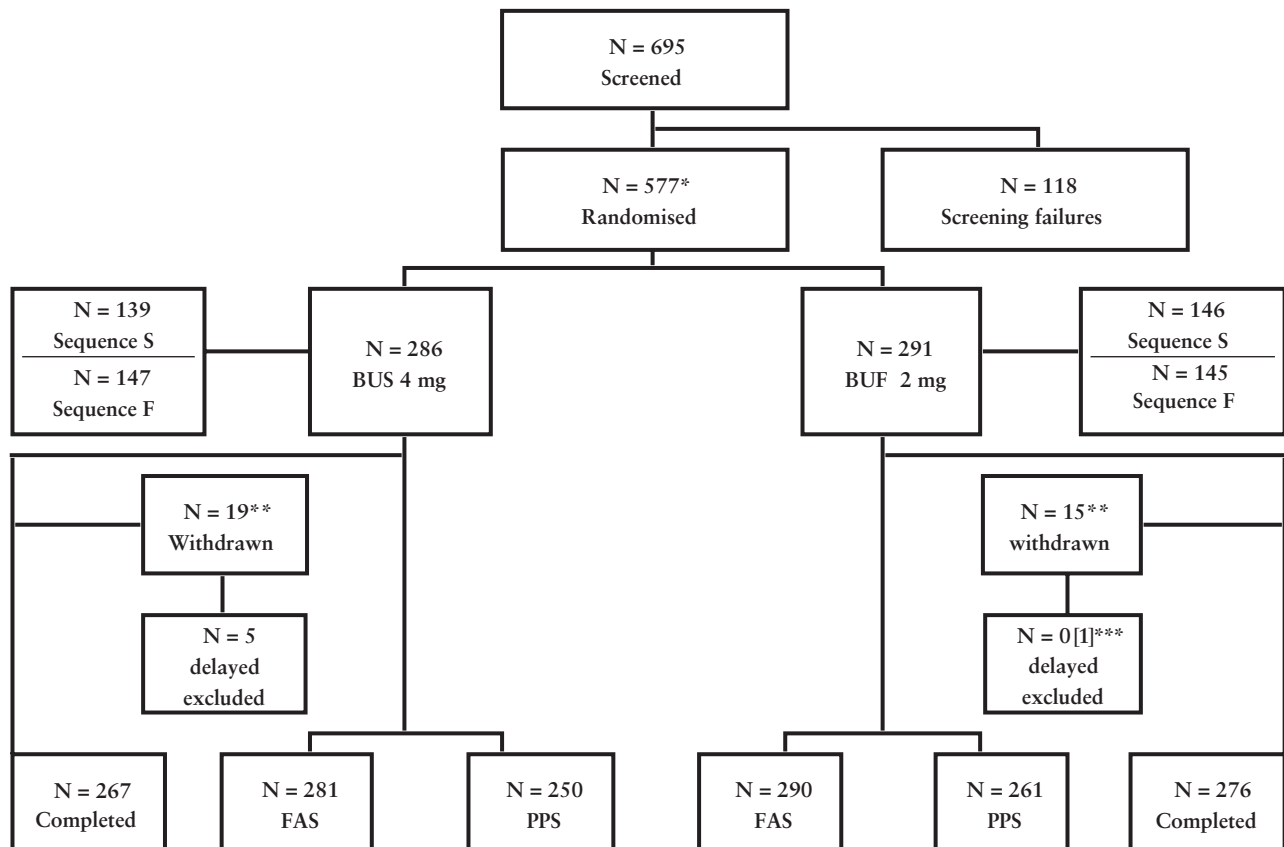 N = 695
Screened
N = 577*
Randomised
N = 118
Screening failures
N = 139
Sequence S
N = 147
Sequence F
N = 286
BUS 4 mg
N = 291
BUF 2 mg
N = 146
Sequence S
N = 145
Sequence F
N = 19**
Withdrawn
N = 15**
withdrawn
N = 5
delayed
excluded
N = 0[1]***
delayed
excluded
N = 267
Completed
N = 281
FAS
N = 250
PPS
N = 290
FAS
N = 261
PPS
N = 276
Completed